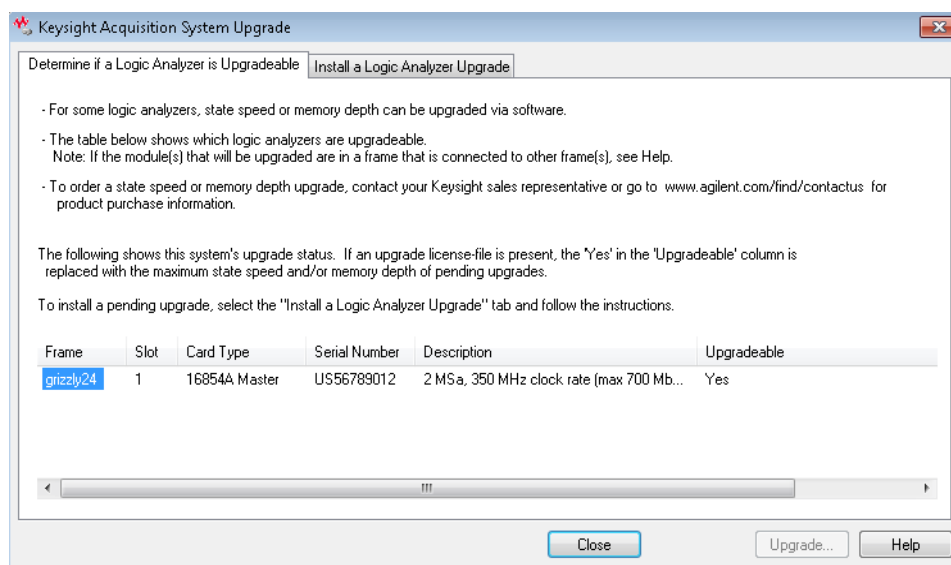 Keysight Acquisition System Upgrade
Determine if a Logic Analyzer is Upgradeable Install a Logic Analyzer Upgrade
- For some logic analyzers, state speed or memory depth can be upgraded via software.
- The table below shows which logic analyzers are upgradeable.
Note: If the module(s) that will be upgraded are in a frame that is connected to other frame(s), see Help.
- To order a state speed or memory depth upgrade, contact your Keysight sales representative or go to www.agilent.com/find/contactus for
product purchase information.
The following shows this system's upgrade status. If an upgrade license-file is present, the 'Yes' in the 'Upgradeable' column is
replaced with the maximum state speed and/or memory depth of pending upgrades.
To install a pending upgrade, select the "Install a Logic Analyzer Upgrade" tab and follow the instructions.
Frame Slot Card Type Serial Number Description Upgradeable
grizzly24 1 16854A Master US56789012 2 MSa, 350 MHz clock rate (max 700 Mb... Yes
Close Upgrade... Help